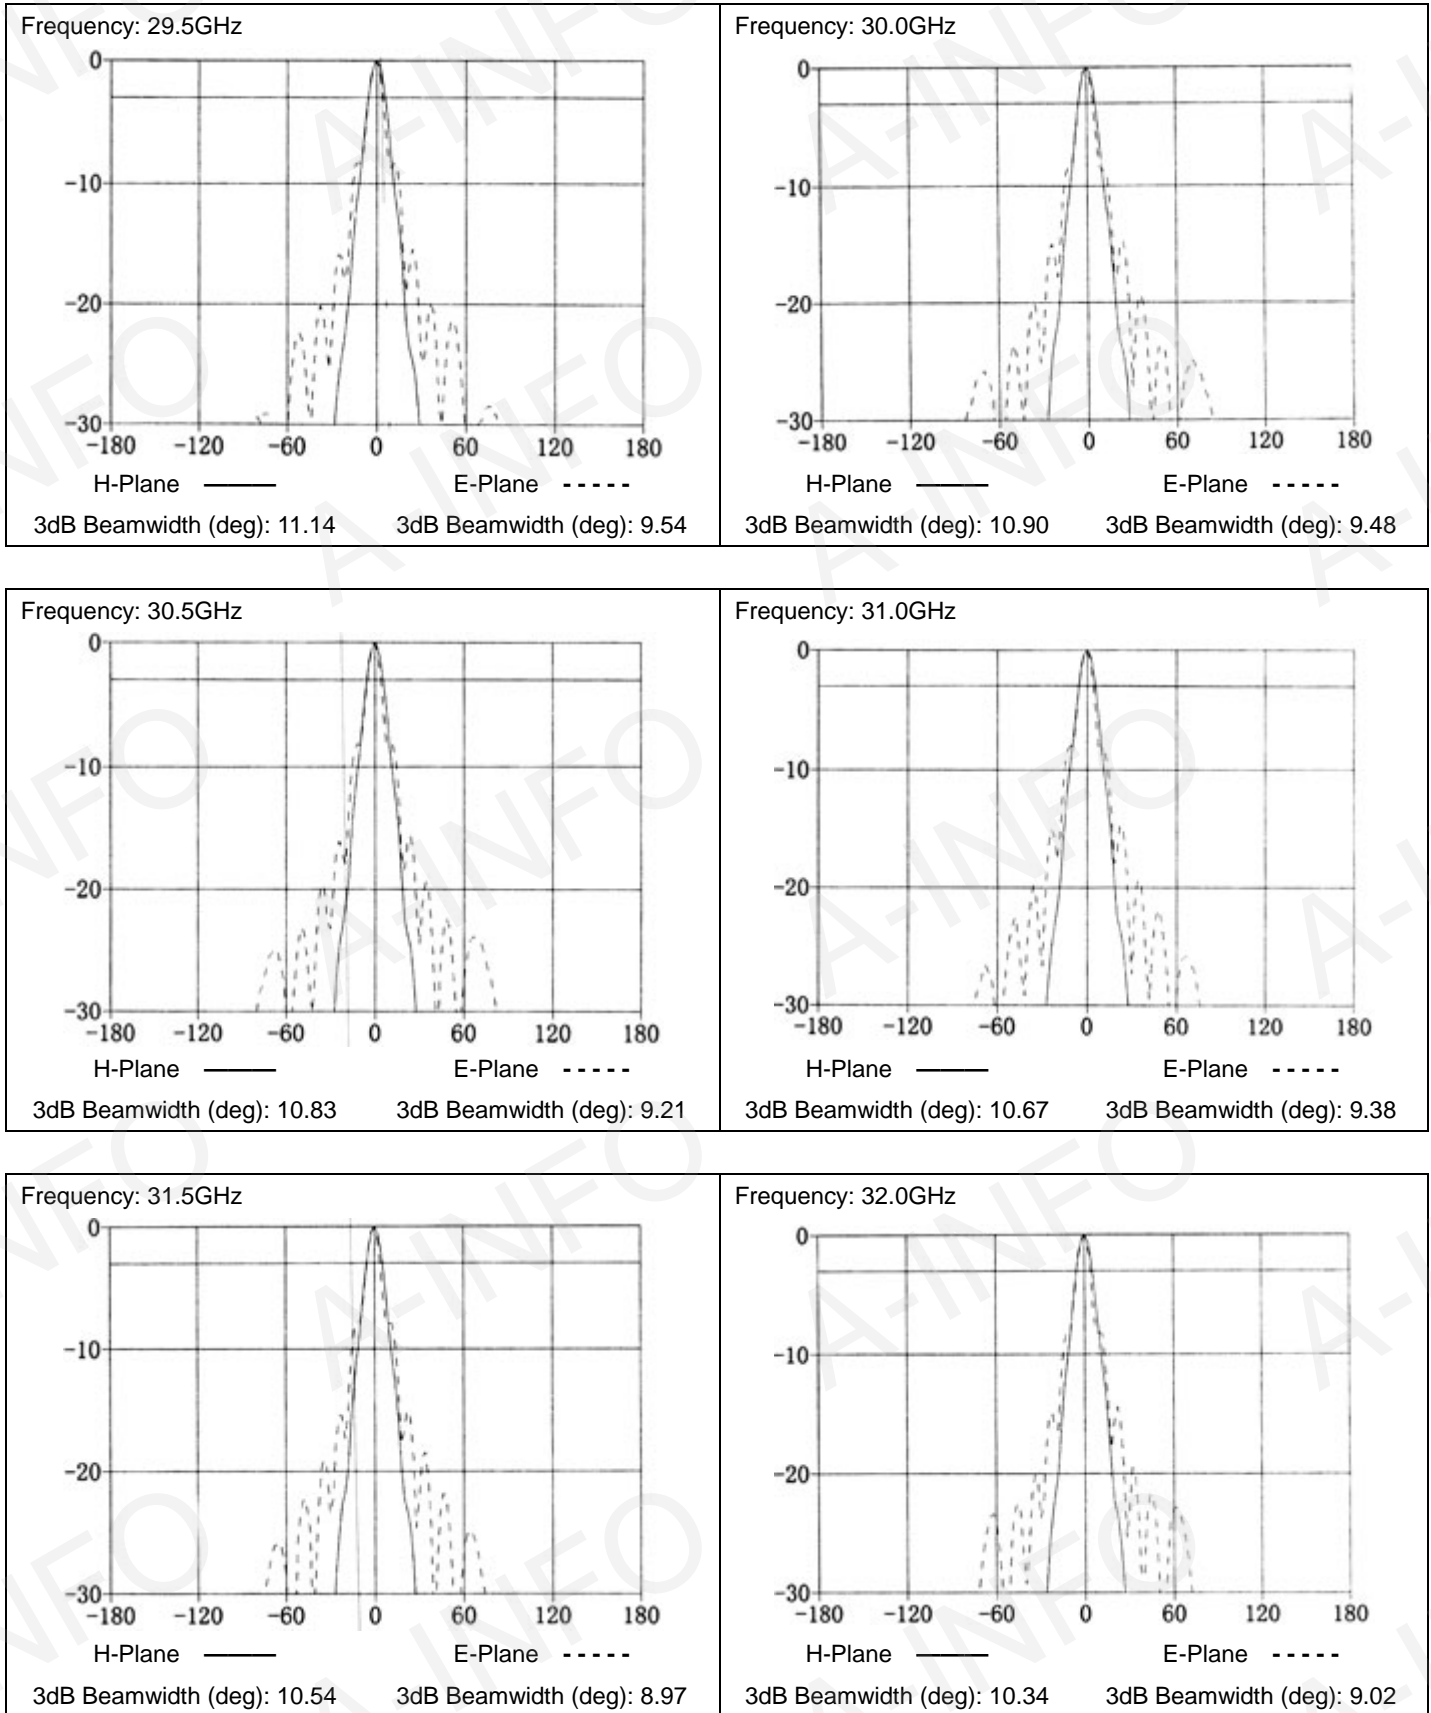 Frequency: 29.5GHz
0
-10
-20
-30
-180 -120 -60 0 60 120 180
H-Plane E-Plane
3dB Beamwidth (deg): 11.14 3dB Beamwidth (deg): 9.54
Frequency: 30.0GHz
0
-10
-20
-30
-180 -120 -60 0 60 120 180
H-Plane E-Plane
3dB Beamwidth (deg): 10.90 3dB Beamwidth (deg): 9.48
Frequency: 30.5GHz
0
-10
-20
-30
-180 -120 -60 0 60 120 180
H-Plane E-Plane
3dB Beamwidth (deg): 10.83 3dB Beamwidth (deg): 9.21
Frequency: 31.0GHz
0
-10
-20
-30
-180 -120 -60 0 60 120 180
H-Plane E-Plane
3dB Beamwidth (deg): 10.67 3dB Beamwidth (deg): 9.38
Frequency: 31.5GHz
0
-10
-20
-30
-180 -120 -60 0 60 120 180
H-Plane E-Plane
3dB Beamwidth (deg): 10.54 3dB Beamwidth (deg): 8.97
Frequency: 32.0GHz
0
-10
-20
-30
-180 -120 -60 0 60 120 180
H-Plane E-Plane
3dB Beamwidth (deg): 10.34 3dB Beamwidth (deg): 9.02
A-INFO